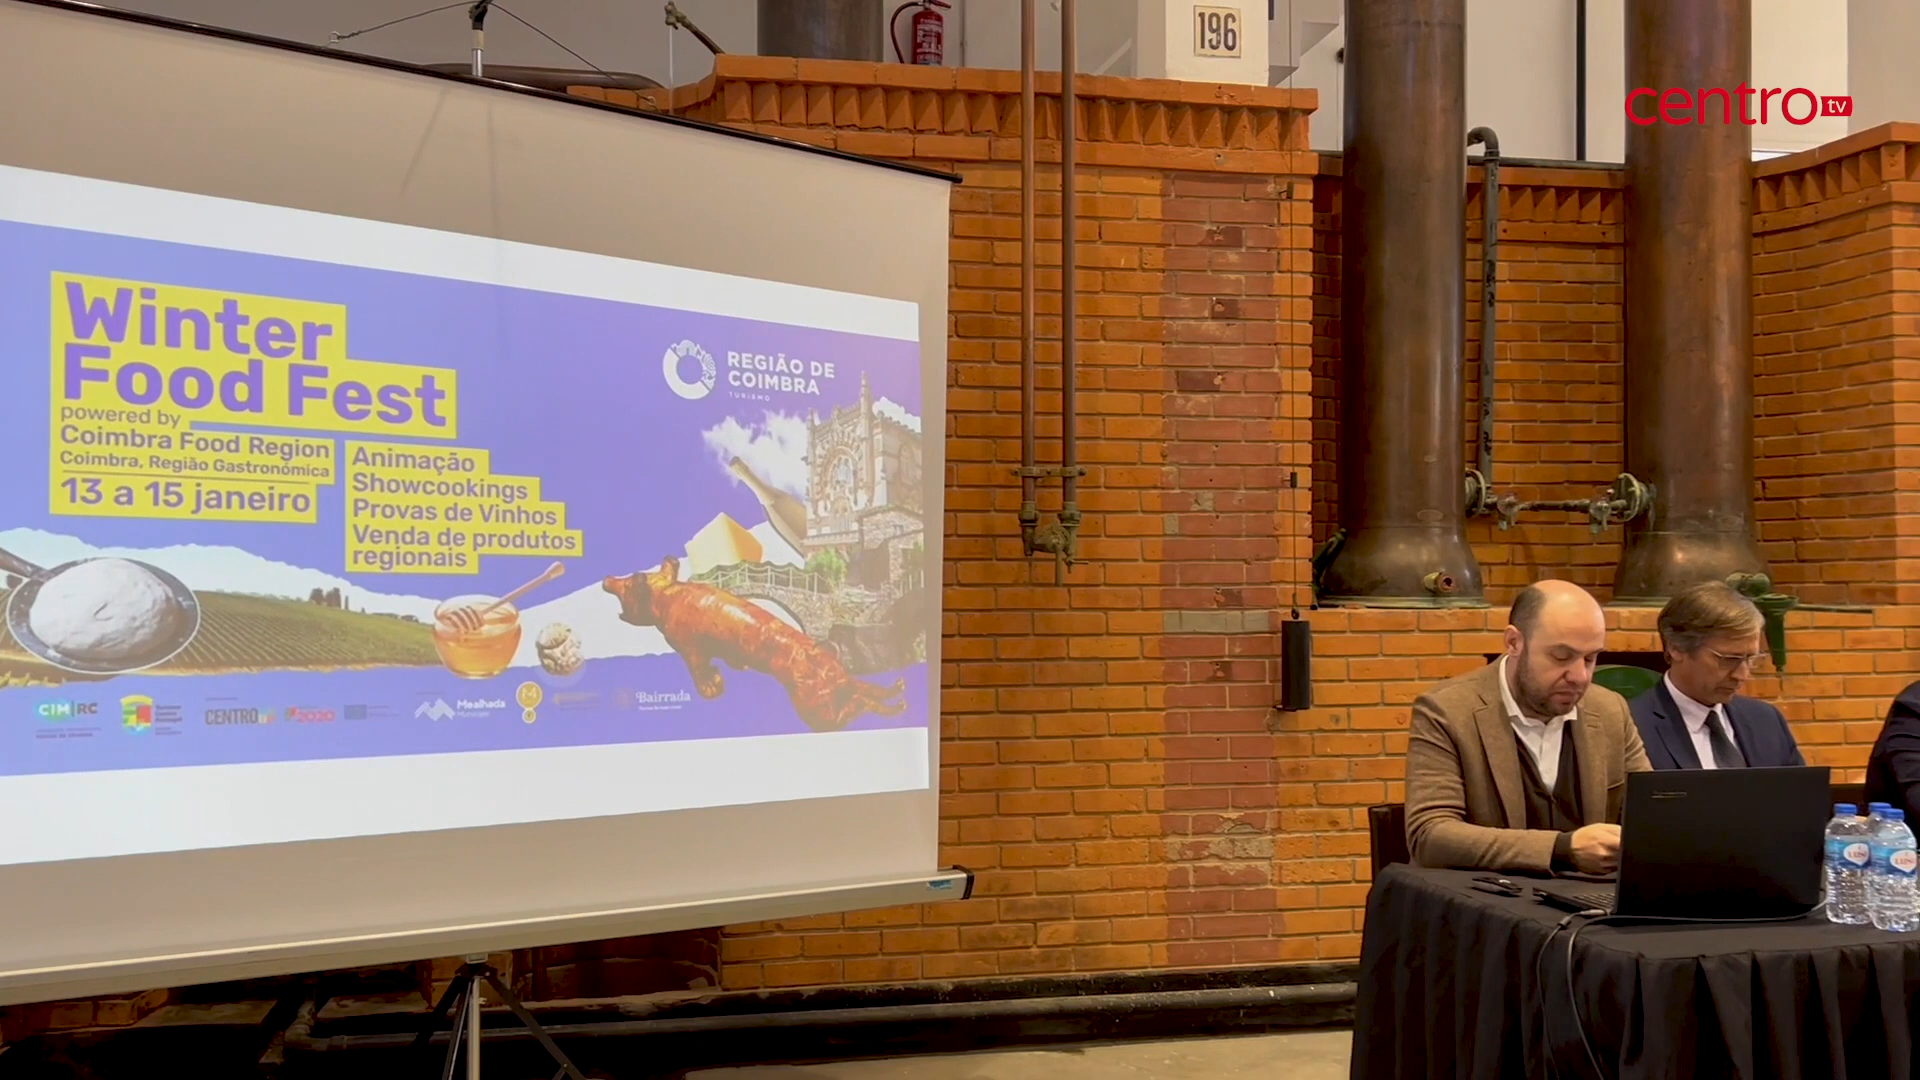 196
centro tv
Winter
Food Fest
powered by
Coimbra Food Region
Coimbra, Região Gastronómica
13 a 15 janeiro
Animação
Showcookings
Provas de Vinhos
Venda de produtos
regionais
REGIÃO DE
COIMBRA
TURISMO
CIM|RC
CENTRO
2020
Mealhada
Bairrada